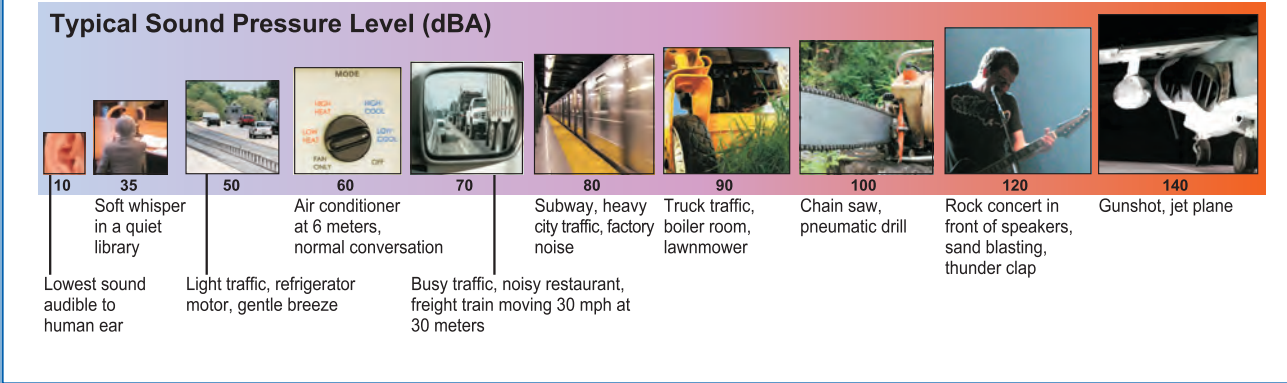 Typical Sound Pressure Level (dBA)
MODE
HIGH HEAT
HIGH COOL
LOW HEAT
LOW COOL
FAN ONLY
OFF
10
35
50
60
70
80
90
100
120
140
Lowest sound
audible to
human ear
Soft whisper
in a quiet
library
Light traffic, refrigerator
motor, gentle breeze
Air conditioner
at 6 meters,
normal conversation
Busy traffic, noisy restaurant,
freight train moving 30 mph at
30 meters
Subway, heavy
city traffic, factory
noise
Truck traffic,
boiler room,
lawnmower
Chain saw,
pneumatic drill
Rock concert in
front of speakers,
sand blasting,
thunder clap
Gunshot, jet plane